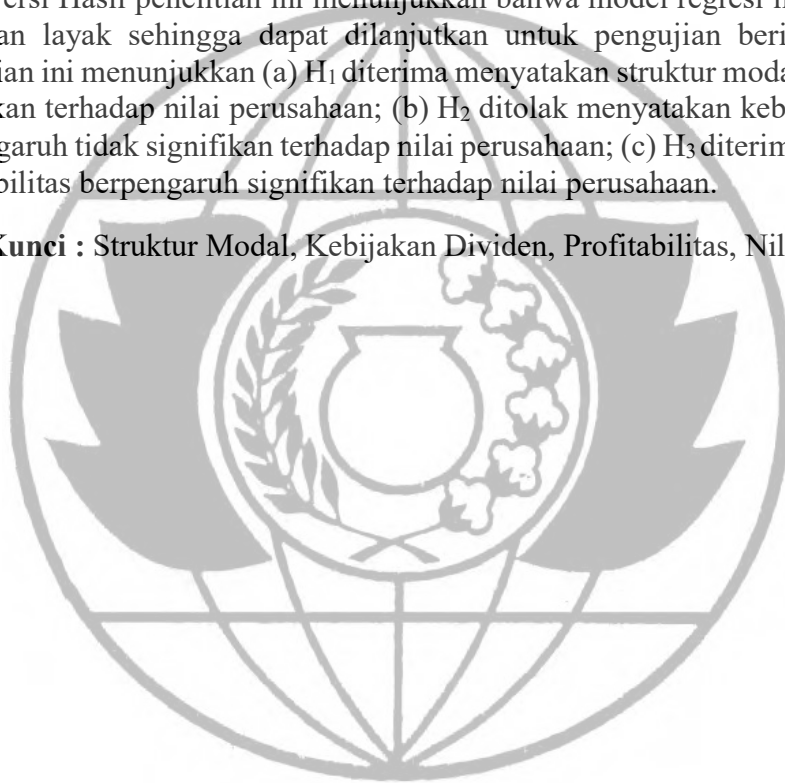 ersi Hasil penelitian ini menunjukkan bahwa model regresi
an layak sehingga dapat dilanjutkan untuk pengujian beri
ian ini menunjukkan (a) H₁ diterima menyatakan struktur moda
kan terhadap nilai perusahaan; (b) H₂ ditolak menyatakan keb
garuh tidak signifikan terhadap nilai perusahaan; (c) H₃ diterim
bilitas berpengaruh signifikan terhadap nilai perusahaan.
Kunci : Struktur Modal, Kebijakan Dividen, Profitabilitas, Nil